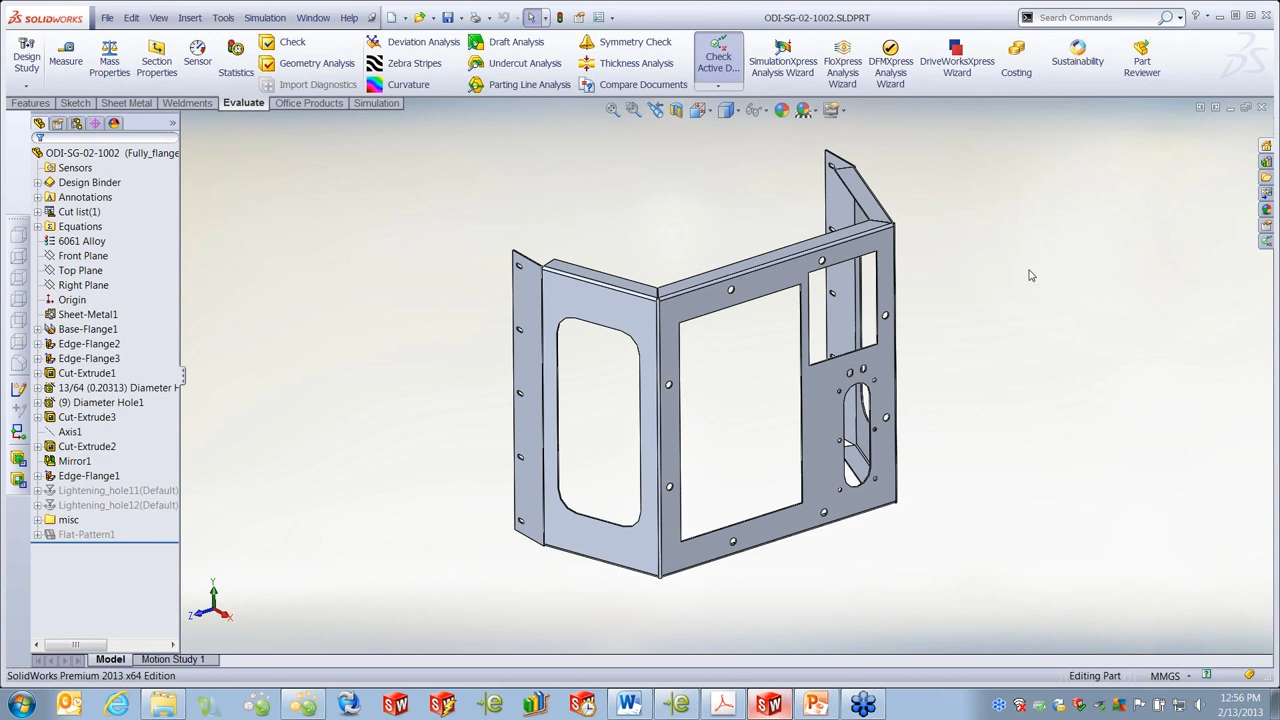 SOLIDWORKS File Edit View Insert Tools Simulation Window Help ODI-SG-02-1002.SLDPRT Search Commands
Design Study
Measure
Mass Properties
Section Properties
Sensor
Statistics
Check
Geometry Analysis
Import Diagnostics
Deviation Analysis
Zebra Stripes
Curvature
Draft Analysis
Undercut Analysis
Parting Line Analysis
Symmetry Check
Thickness Analysis
Compare Documents
Check Active D...
SimulationXpress Analysis Wizard
FloXpress Analysis Wizard
DFMXpress Analysis Wizard
DriveWorksXpress Wizard
Costing
Sustainability
Part Reviewer
Features Sketch Sheet Metal Weldments Evaluate Office Products Simulation
ODI-SG-02-1002 (Fully_flange
Sensors
Design Binder
Annotations
Cut list(1)
Equations
6061 Alloy
Front Plane
Top Plane
Right Plane
Origin
Sheet-Metal1
Base-Flange1
Edge-Flange2
Edge-Flange3
Cut-Extrude1
13/64 (0.20313) Diameter H
(9) Diameter Hole1
Cut-Extrude3
Axis1
Cut-Extrude2
Mirror1
Edge-Flange1
Lightening_hole11(Default)
Lightening_hole12(Default)
misc
Flat-Pattern1
Y
Z
X
Model Motion Study 1
SolidWorks Premium 2013 x64 Edition Editing Part MMGS
12:56 PM
2/13/2013